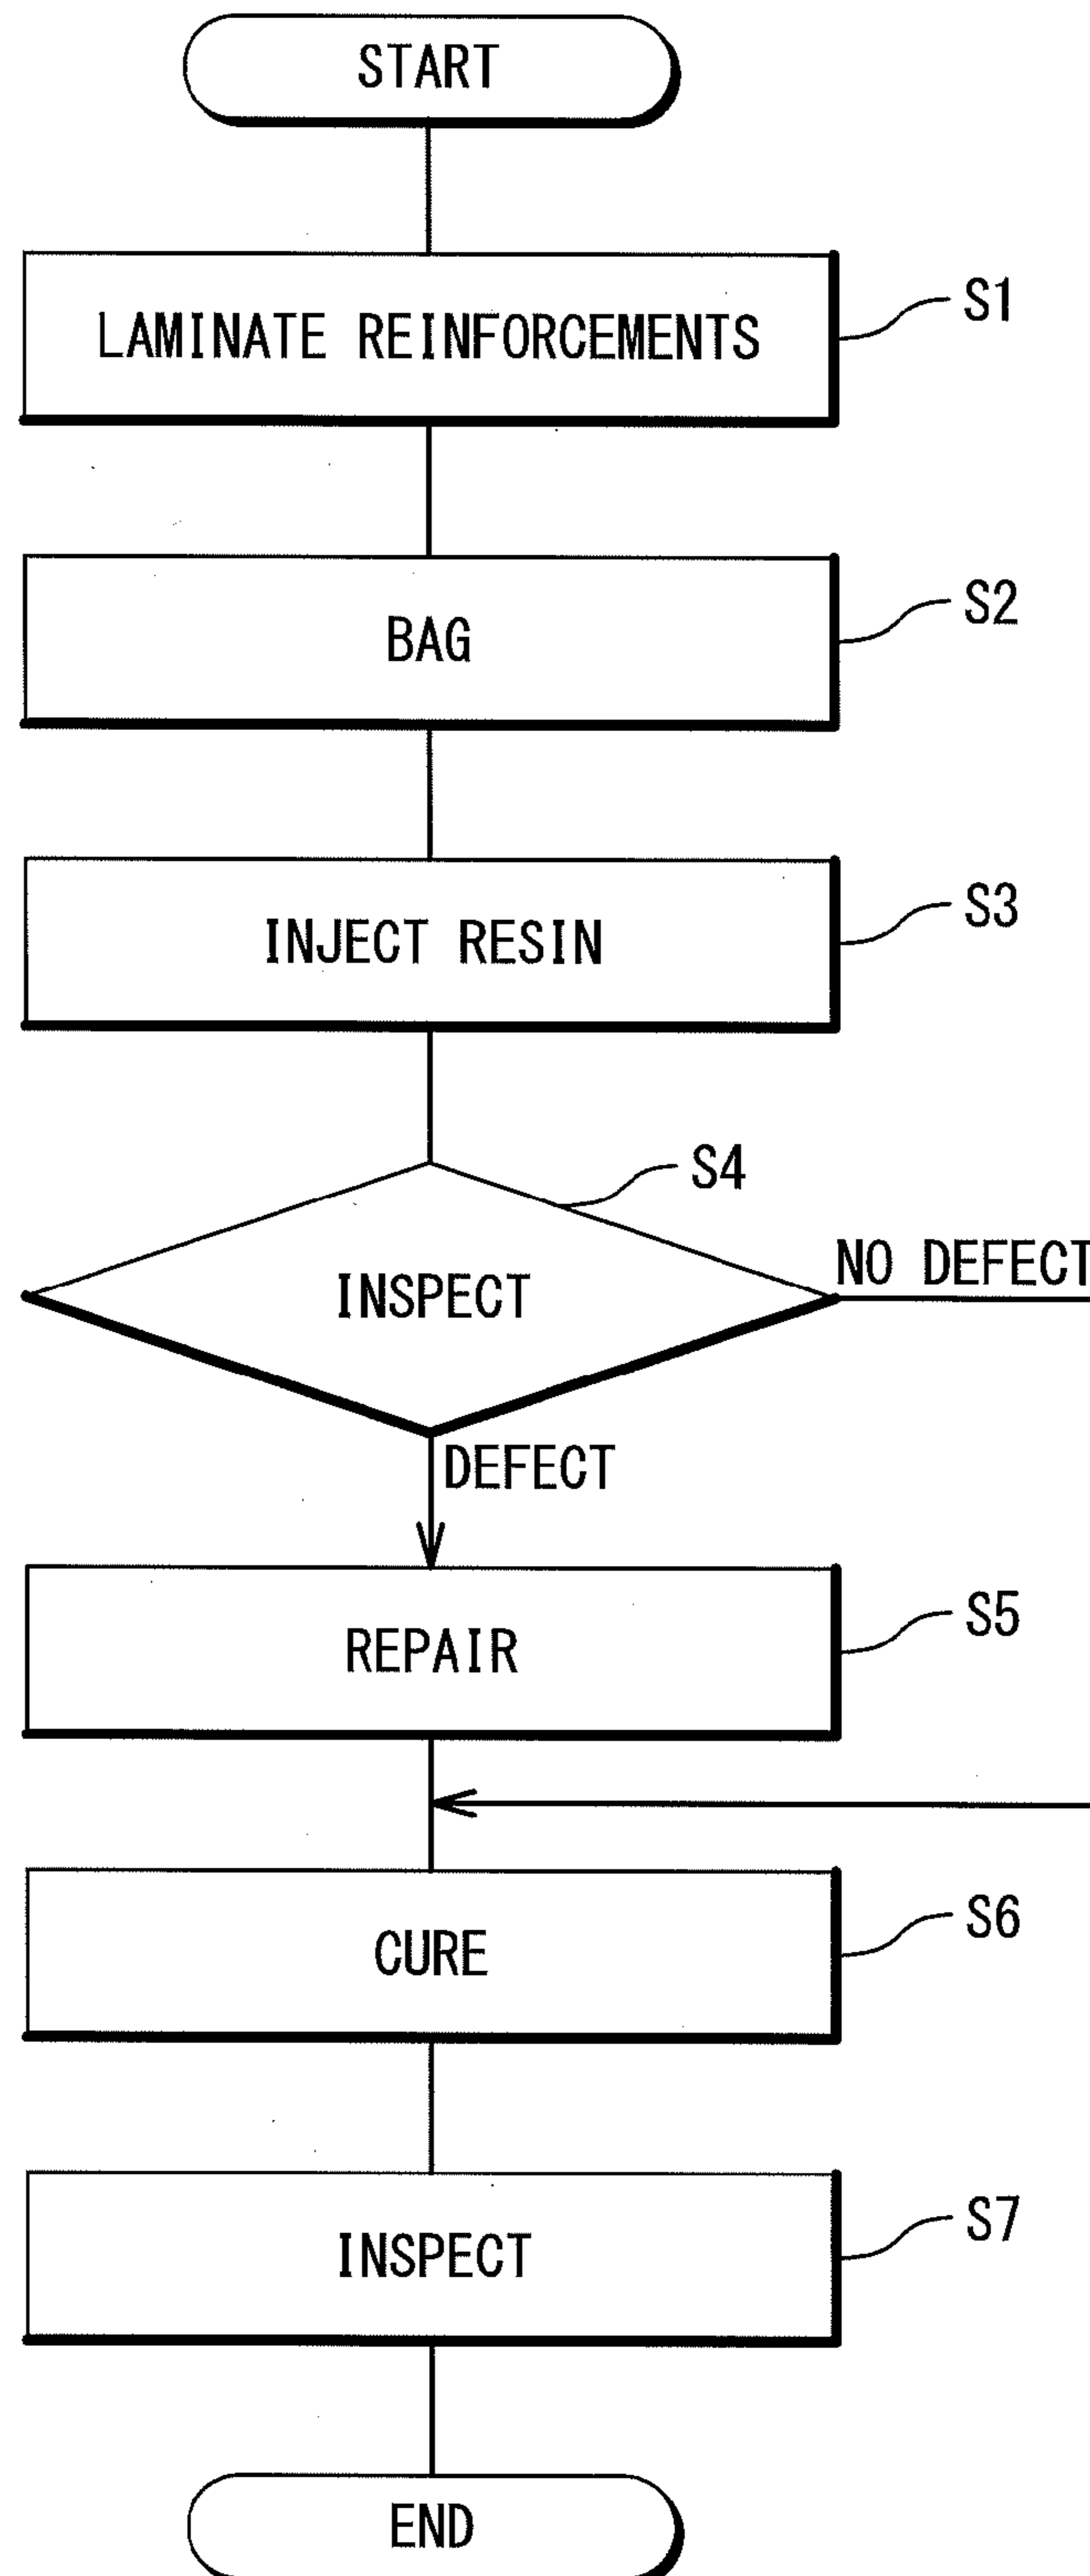 START
LAMINATE REINFORCEMENTS
S1
BAG
S2
INJECT RESIN
S3
S4
INSPECT
NO DEFECT
DEFECT
REPAIR
S5
CURE
S6
INSPECT
S7
END